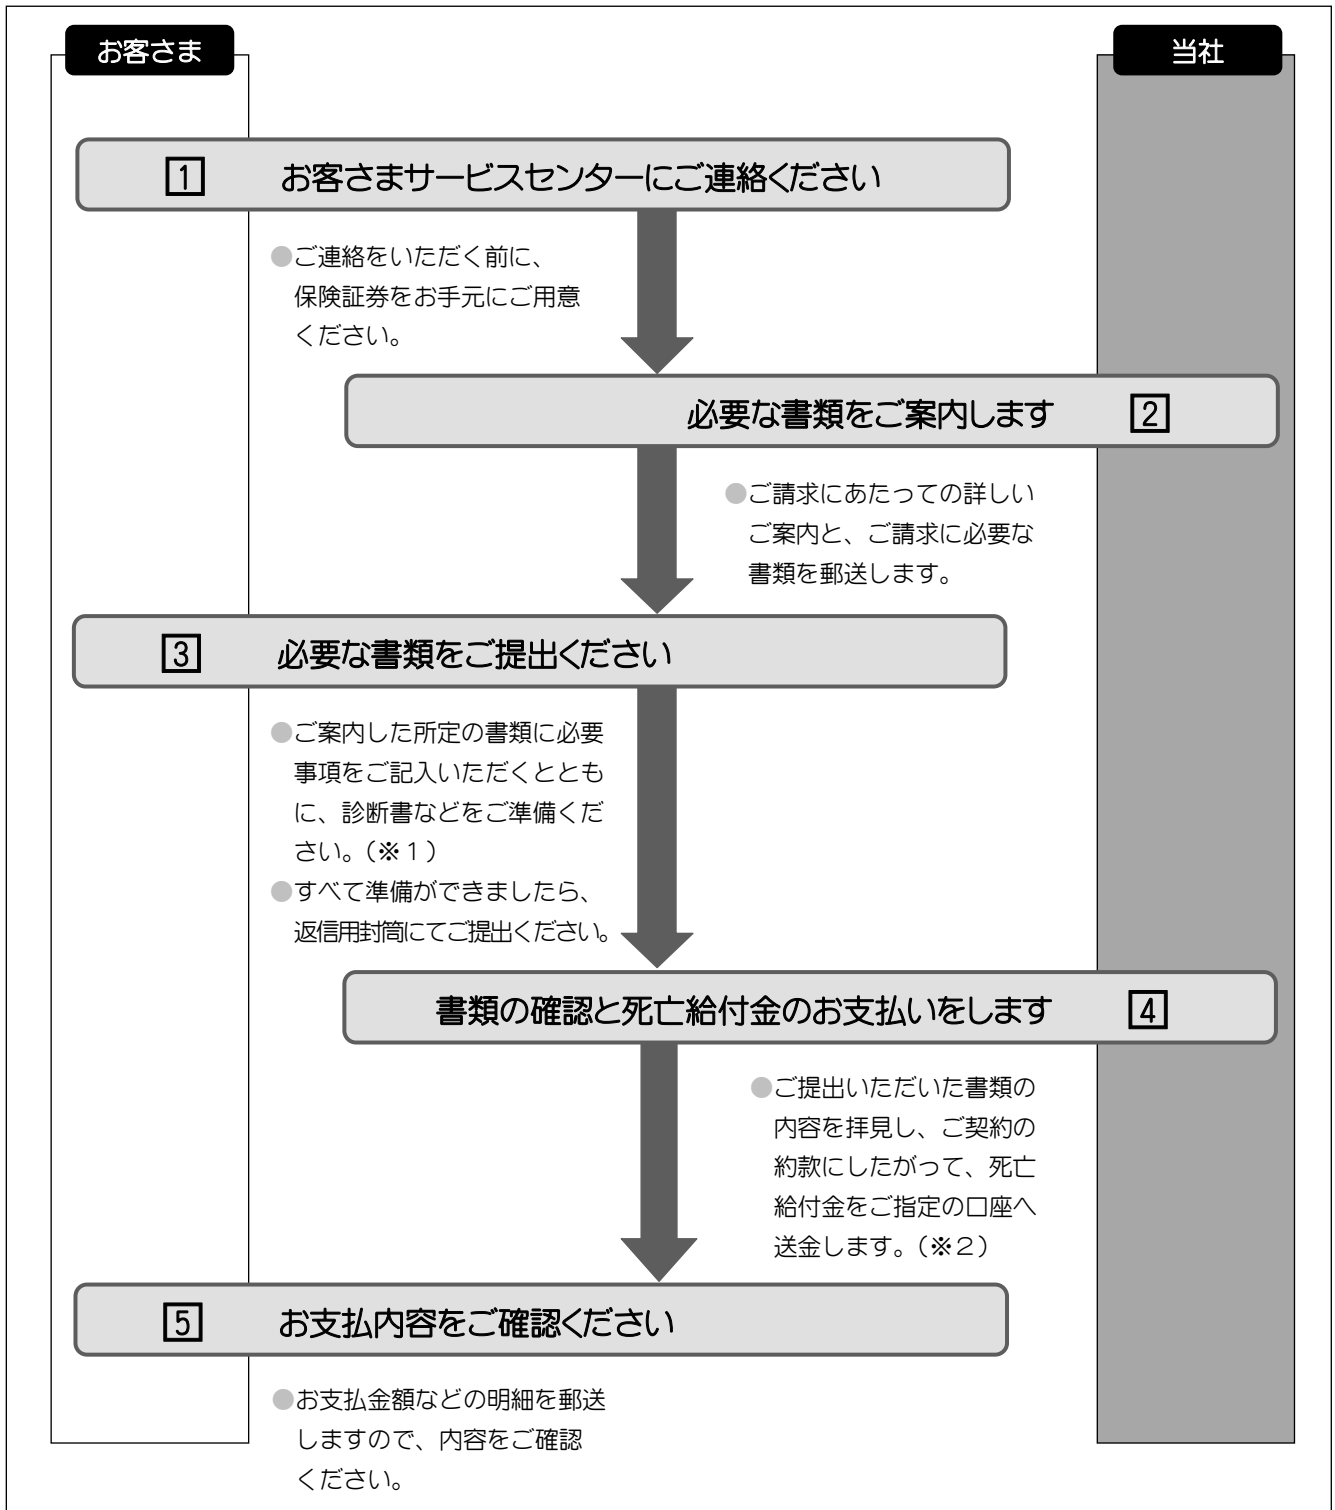 お客さま
当社
1 お客さまサービスセンターにご連絡ください
●ご連絡をいただく前に、
保険証券をお手元にご用意
ください。
必要な書類をご案内します 2
●ご請求にあたっての詳しい
ご案内と、ご請求に必要な
書類を郵送します。
3 必要な書類をご提出ください
●ご案内した所定の書類に必要
事項をご記入いただくととも
に、診断書などをご準備くだ
さい。(※1)
●すべて準備ができましたら、
返信用封筒にてご提出ください。
書類の確認と死亡給付金のお支払いをします 4
●ご提出いただいた書類の
内容を拝見し、ご契約の
約款にしたがって、死亡
給付金をご指定の口座へ
送金します。(※2)
5 お支払内容をご確認ください
●お支払金額などの明細を郵送
しますので、内容をご確認
ください。